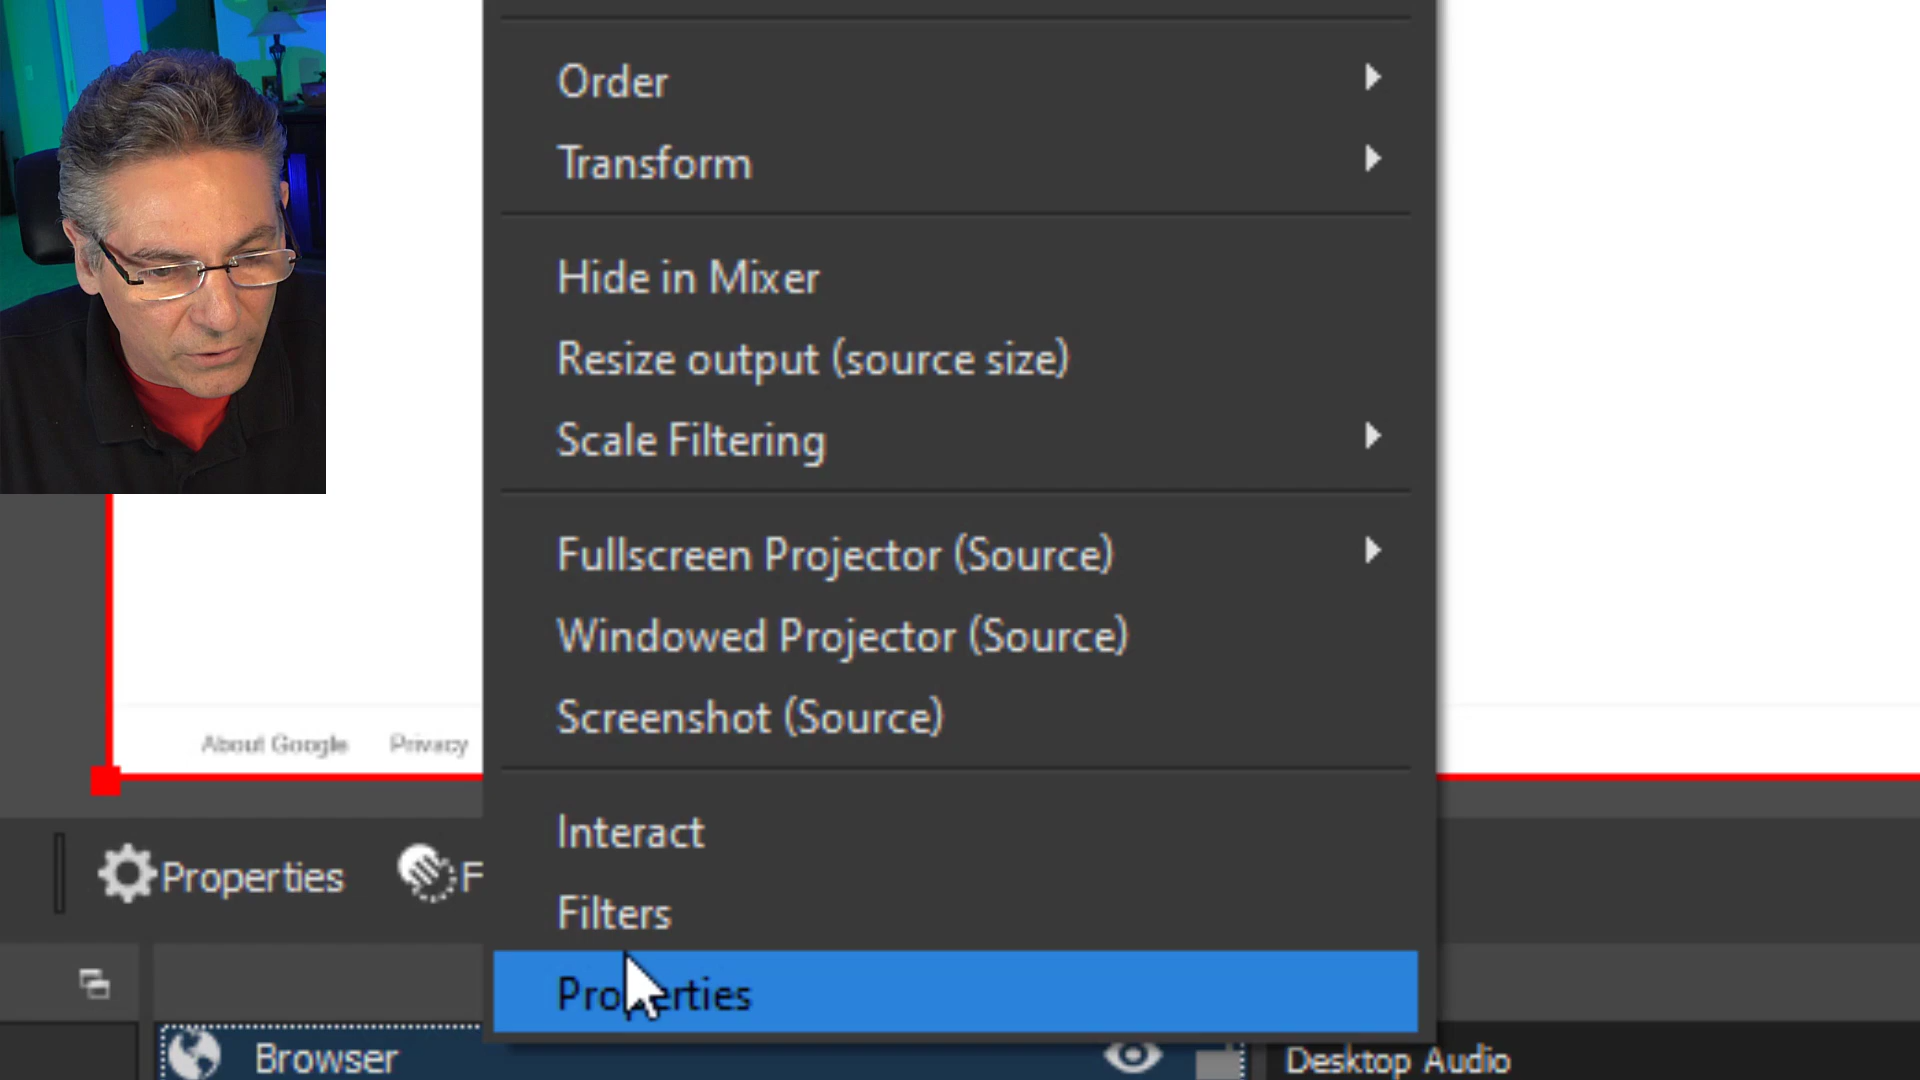 Order
Transform
Hide in Mixer
Resize output (source size)
Scale Filtering
Fullscreen Projector (Source)
Windowed Projector (Source)
Screenshot (Source)
About Google Privacy
Interact
Properties F
Filters
Properties
Browser
Desktop Audio